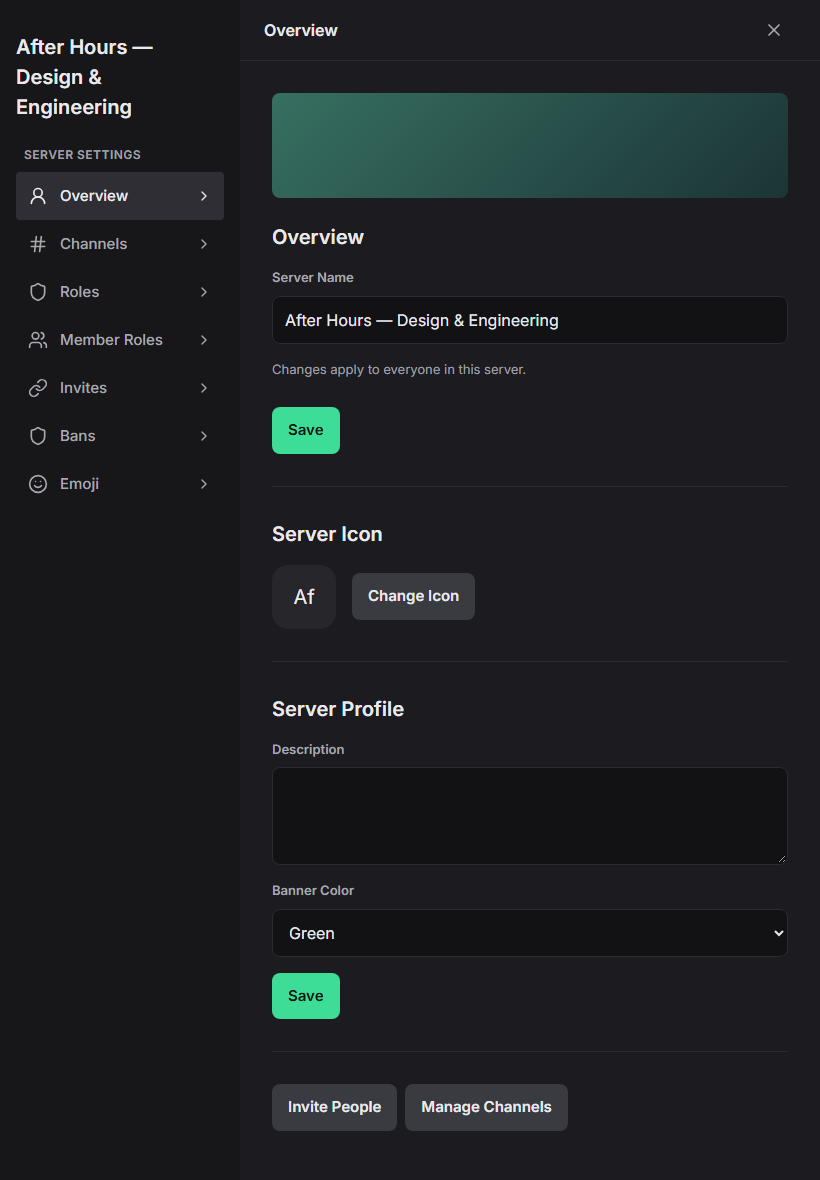 After Hours —
Design &
Engineering
SERVER SETTINGS
Overview
Channels
Roles
Member Roles
Invites
Bans
Emoji
Overview
Overview
Server Name
After Hours — Design & Engineering
Changes apply to everyone in this server.
Save
Server Icon
Af
Change Icon
Server Profile
Description
Banner Color
Green
Save
Invite People
Manage Channels